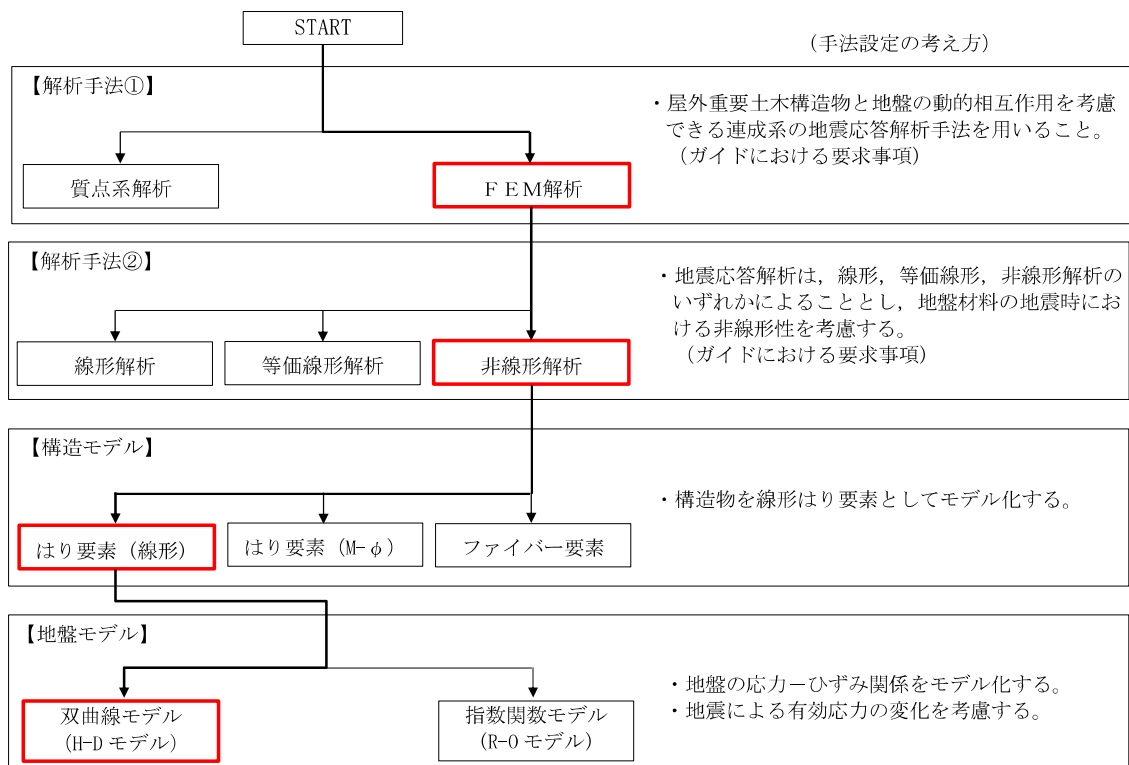 START
(手法設定の考え方)
【解析手法①】
・屋外重要土木構造物と地盤の動的相互作用を考慮
できる連成系の地震応答解析手法を用いること。
(ガイドにおける要求事項)
質点系解析
ＦＥＭ解析
【解析手法②】
・地震応答解析は，線形，等価線形，非線形解析の
いずれかによることとし，地盤材料の地震時にお
ける非線形性を考慮する。
(ガイドにおける要求事項)
線形解析
等価線形解析
非線形解析
【構造モデル】
・構造物を線形はり要素としてモデル化する。
はり要素（線形）
はり要素（M-φ）
ファイバー要素
【地盤モデル】
・地盤の応力－ひずみ関係をモデル化する。
・地震による有効応力の変化を考慮する。
双曲線モデル
(H-D モデル)
指数関数モデル
(R-O モデル)